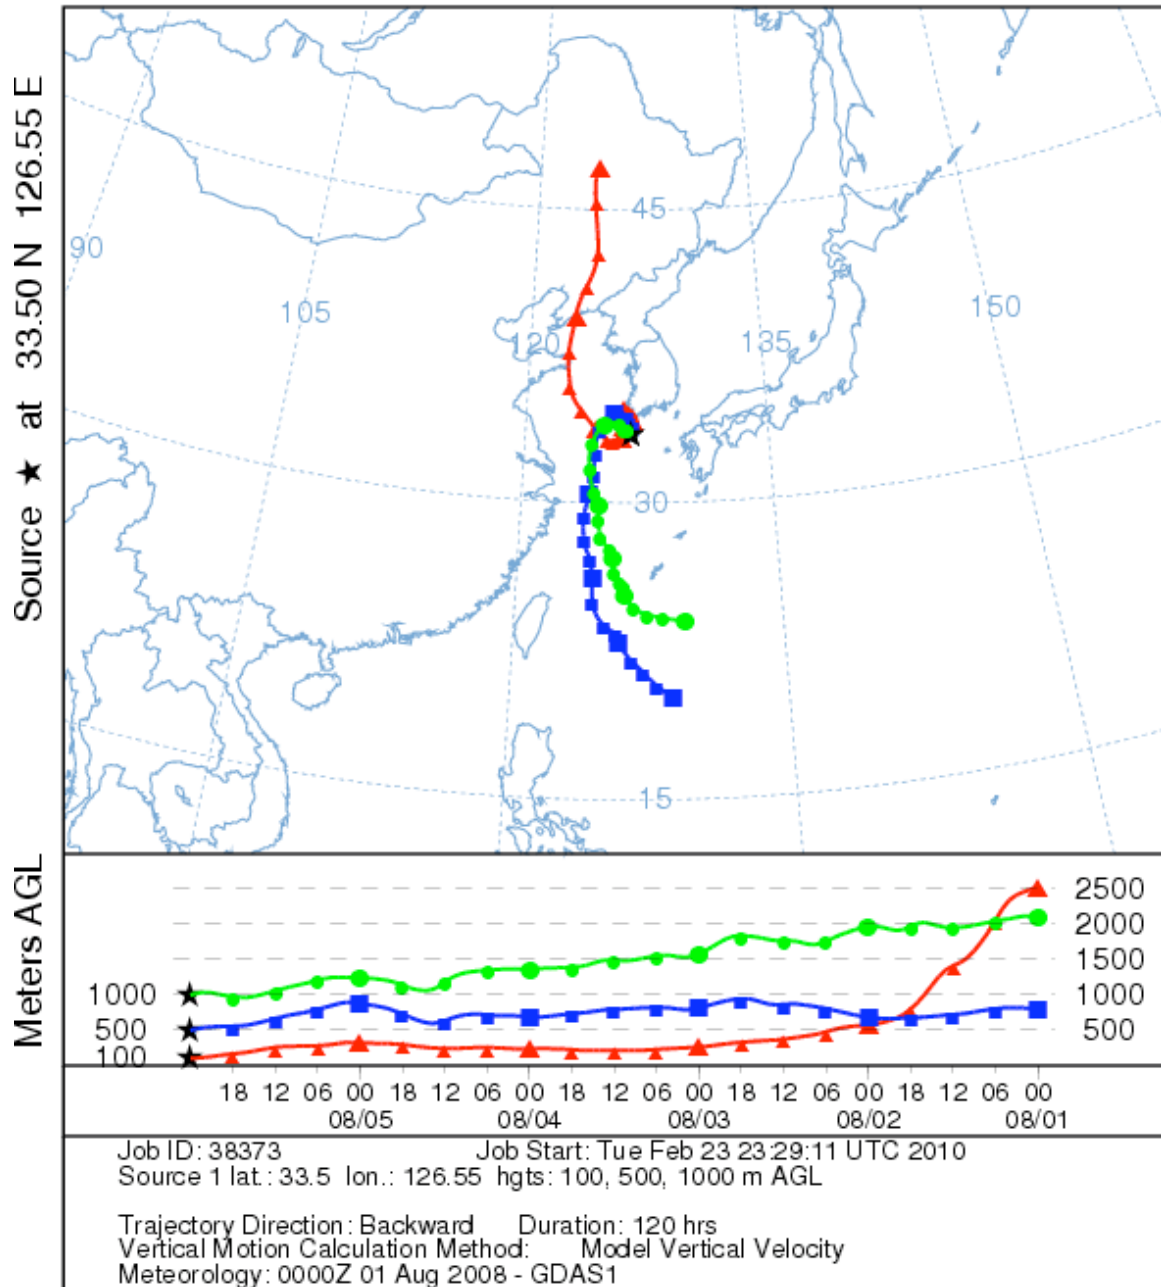 Source ★ at 33.50 N 126.55 E
45
90
105
150
120
135
30
15
Meters AGL
2500
2000
1500
1000 1000
500 500
100
18 12 06 00 18 12 06 00 18 12 06 00 18 12 06 00 18 12 06 00
08/05 08/04 08/03 08/02 08/01
Job ID: 38373 Job Start: Tue Feb 23 23:29:11 UTC 2010
Source 1 lat.: 33.5 lon.: 126.55 hgts: 100, 500, 1000 m AGL
Trajectory Direction: Backward Duration: 120 hrs
Vertical Motion Calculation Method: Model Vertical Velocity
Meteorology: 0000Z 01 Aug 2008 - GDAS1